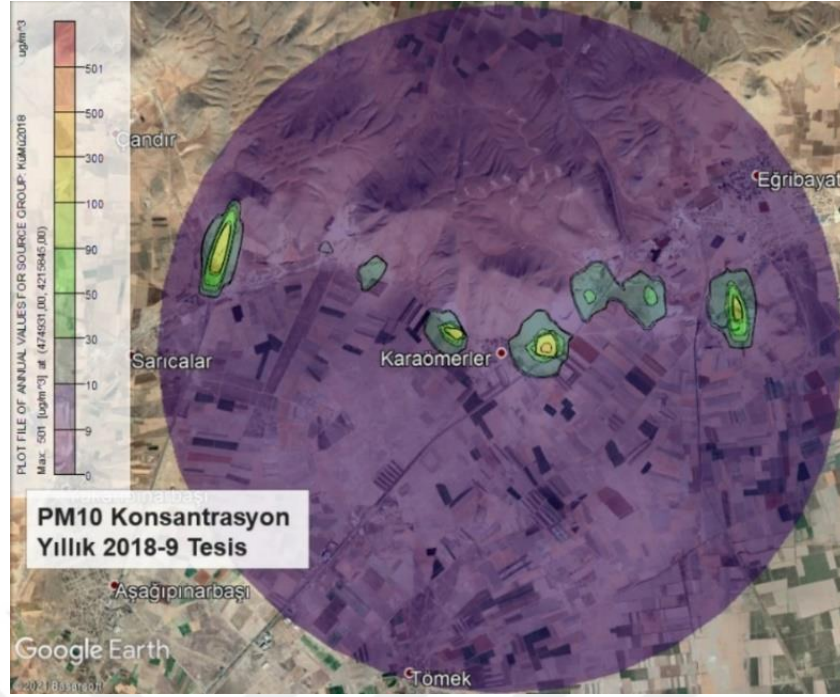 ug/m^3
501
500
300
100
90
50
30
10
9
0
PLOT FILE OF ANNUAL VALUES FOR SOURCE GROUP: KüMü2018
Max: 501 [ug/m^3] at (474931,00, 4215845,00)
Çandır
Eğribayat
Sarıcalar
Karaömerler
PM10 Konsantrasyon
Yıllık 2018-9 Tesis
Aşağıpınarbaşı
Google Earth
Tömek